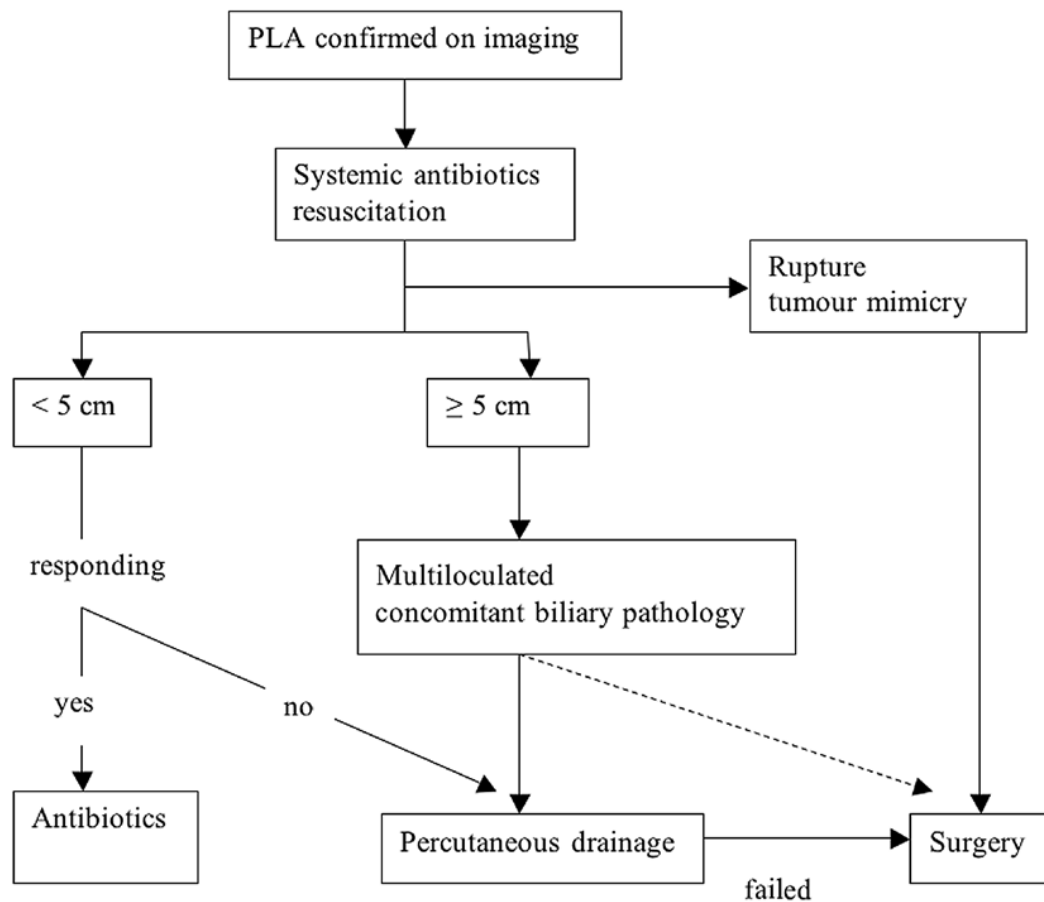 PLA confirmed on imaging
Systemic antibiotics
resuscitation
Rupture
tumour mimicry
< 5 cm
≥ 5 cm
responding
Multiloculated
concomitant biliary pathology
yes
no
Antibiotics
Percutaneous drainage
failed
Surgery